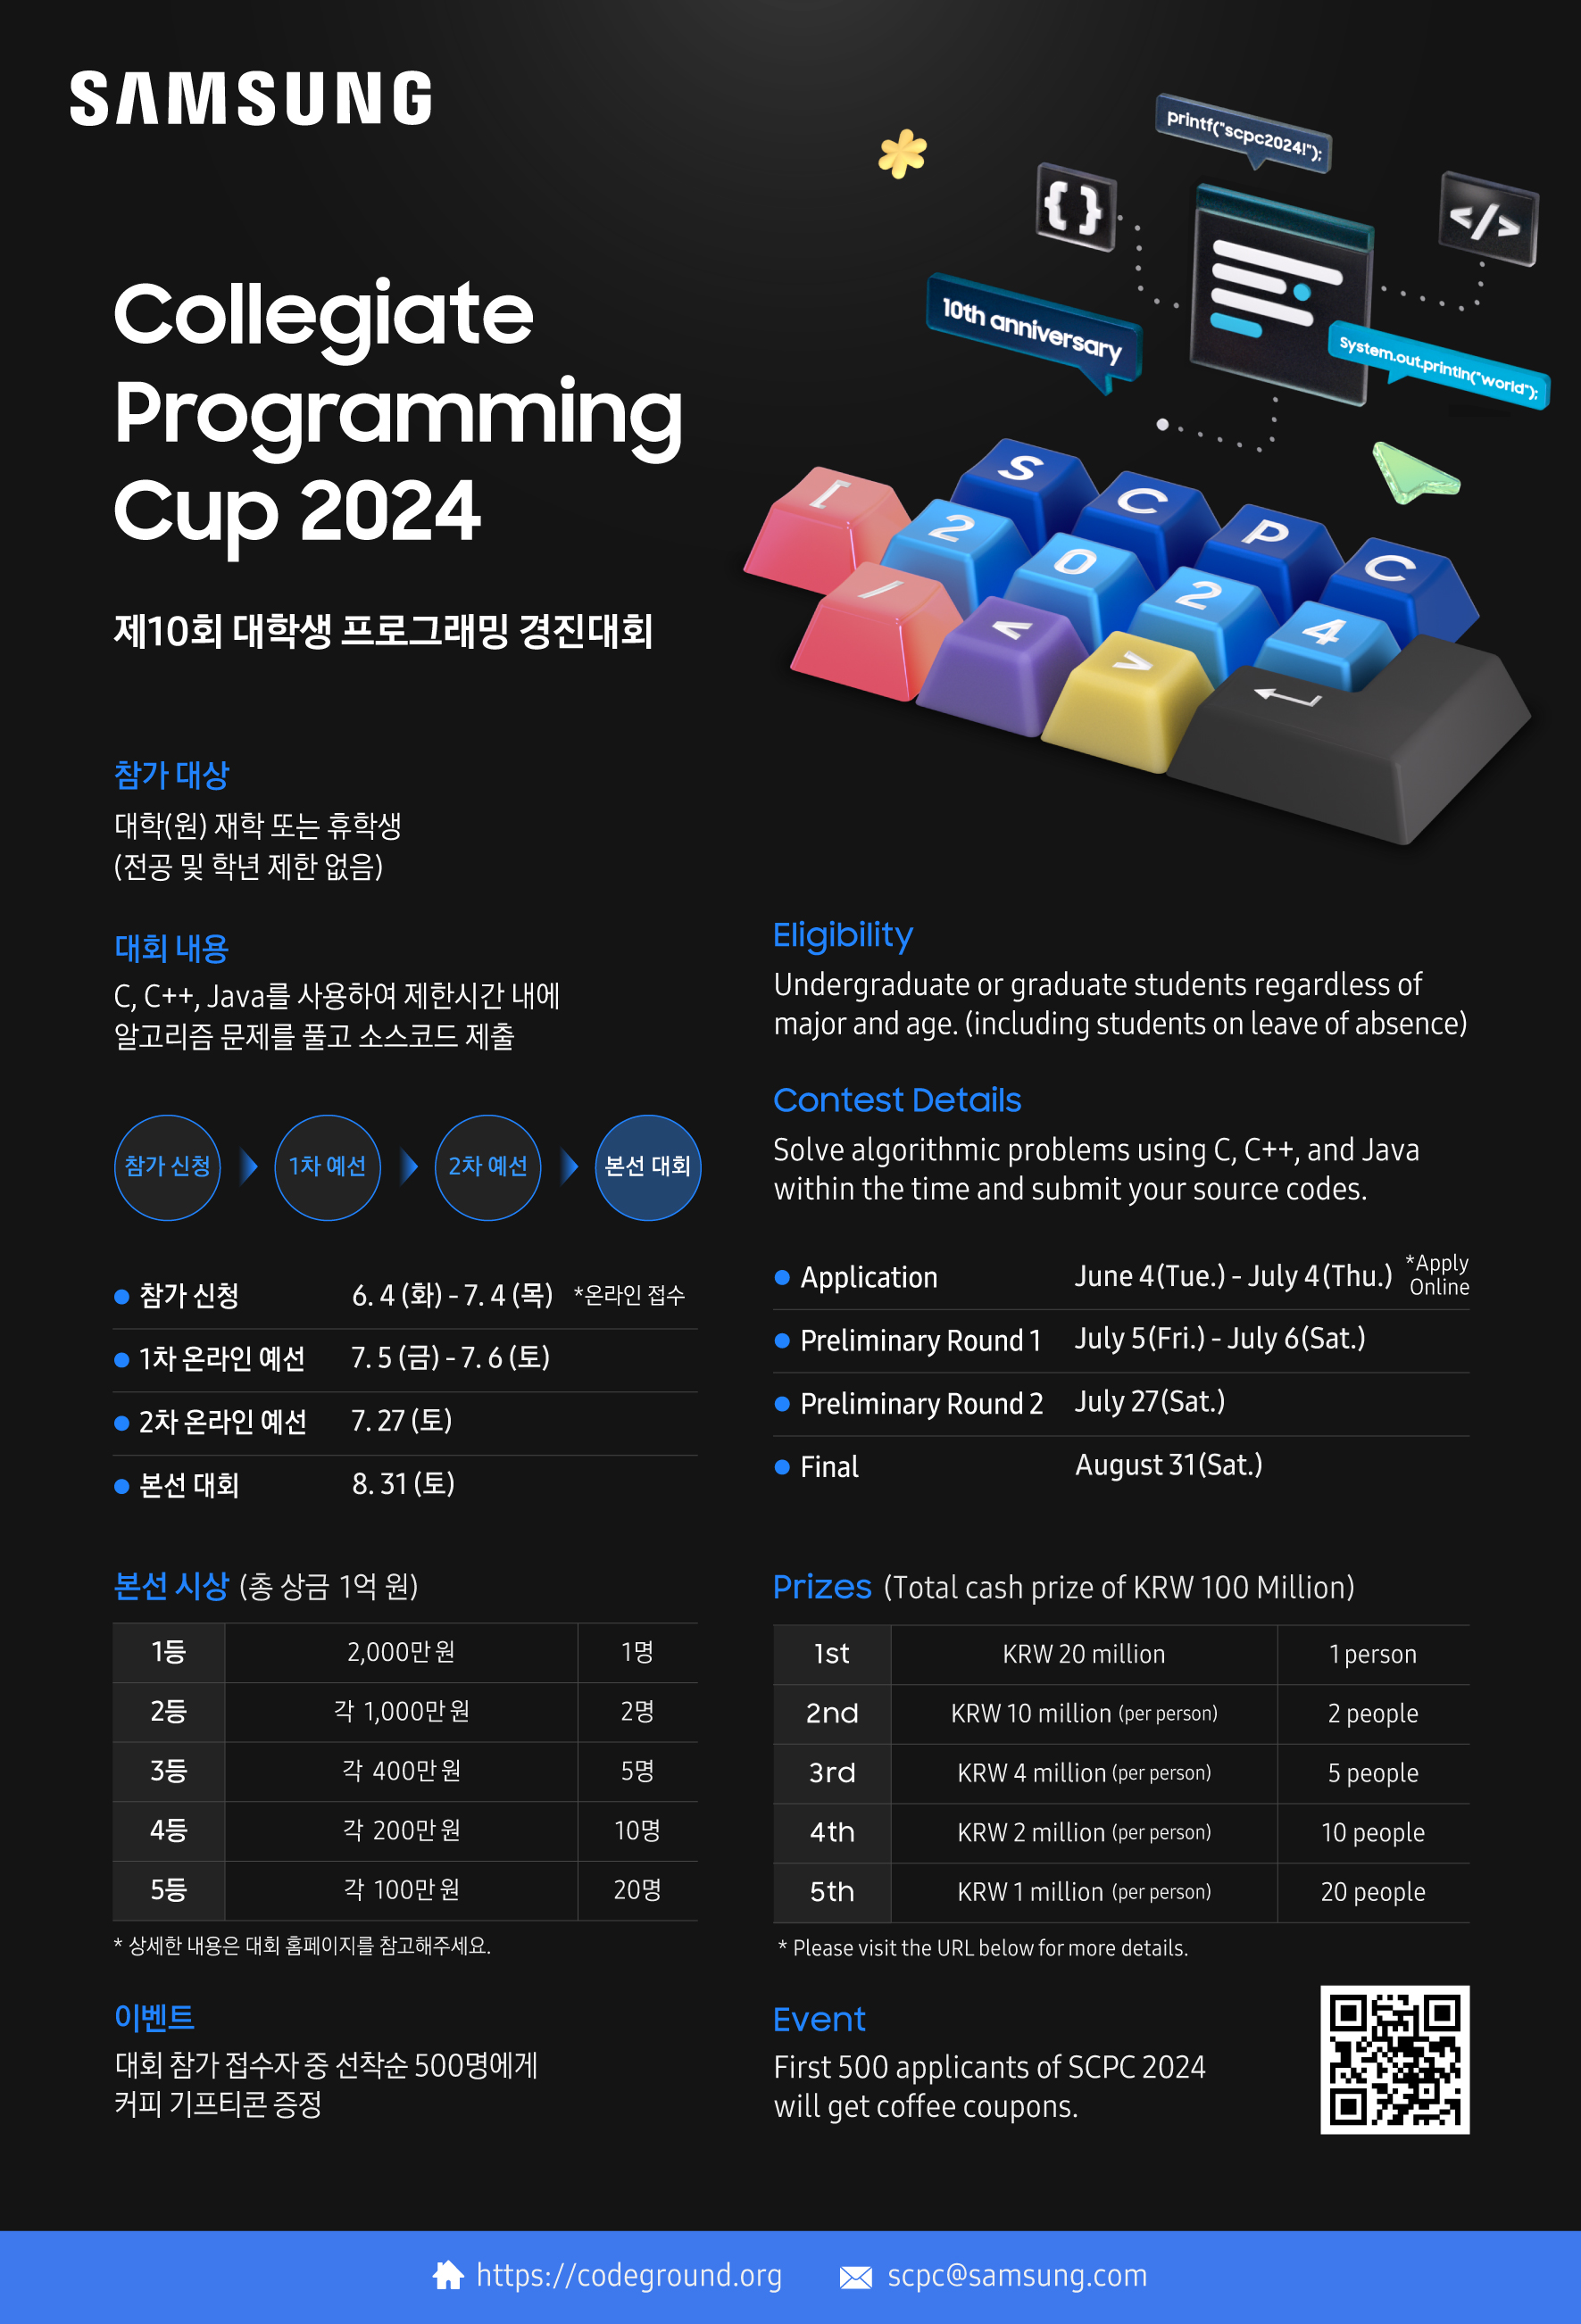 SAMSUNG
printf("scpc2024!");
{ }
</>
10th anniversary
System.out.println("world");
Collegiate
Programming
Cup 2024
제10회 대학생 프로그래밍 경진대회
[ S C P C
/ 2 0 2 4
< >
참가 대상
대학(원) 재학 또는 휴학생
(전공 및 학년 제한 없음)
대회 내용
C, C++, Java를 사용하여 제한시간 내에
알고리즘 문제를 풀고 소스코드 제출
참가 신청 1차 예선 2차 예선 본선 대회
참가 신청 6. 4 (화) - 7. 4 (목) *온라인 접수
1차 온라인 예선 7. 5 (금) - 7. 6 (토)
2차 온라인 예선 7. 27 (토)
본선 대회 8. 31 (토)
본선 시상 (총 상금 1억 원)
1등 2,000만 원 1명
2등 각 1,000만 원 2명
3등 각 400만 원 5명
4등 각 200만 원 10명
5등 각 100만 원 20명
* 상세한 내용은 대회 홈페이지를 참고해주세요.
이벤트
대회 참가 접수자 중 선착순 500명에게
커피 기프티콘 증정
Eligibility
Undergraduate or graduate students regardless of
major and age. (including students on leave of absence)
Contest Details
Solve algorithmic problems using C, C++, and Java
within the time and submit your source codes.
Application June 4(Tue.) - July 4(Thu.) *Apply Online
Preliminary Round 1 July 5(Fri.) - July 6(Sat.)
Preliminary Round 2 July 27(Sat.)
Final August 31(Sat.)
Prizes (Total cash prize of KRW 100 Million)
1st KRW 20 million 1 person
2nd KRW 10 million (per person) 2 people
3rd KRW 4 million (per person) 5 people
4th KRW 2 million (per person) 10 people
5th KRW 1 million (per person) 20 people
* Please visit the URL below for more details.
Event
First 500 applicants of SCPC 2024
will get coffee coupons.
https://codeground.org scpc@samsung.com